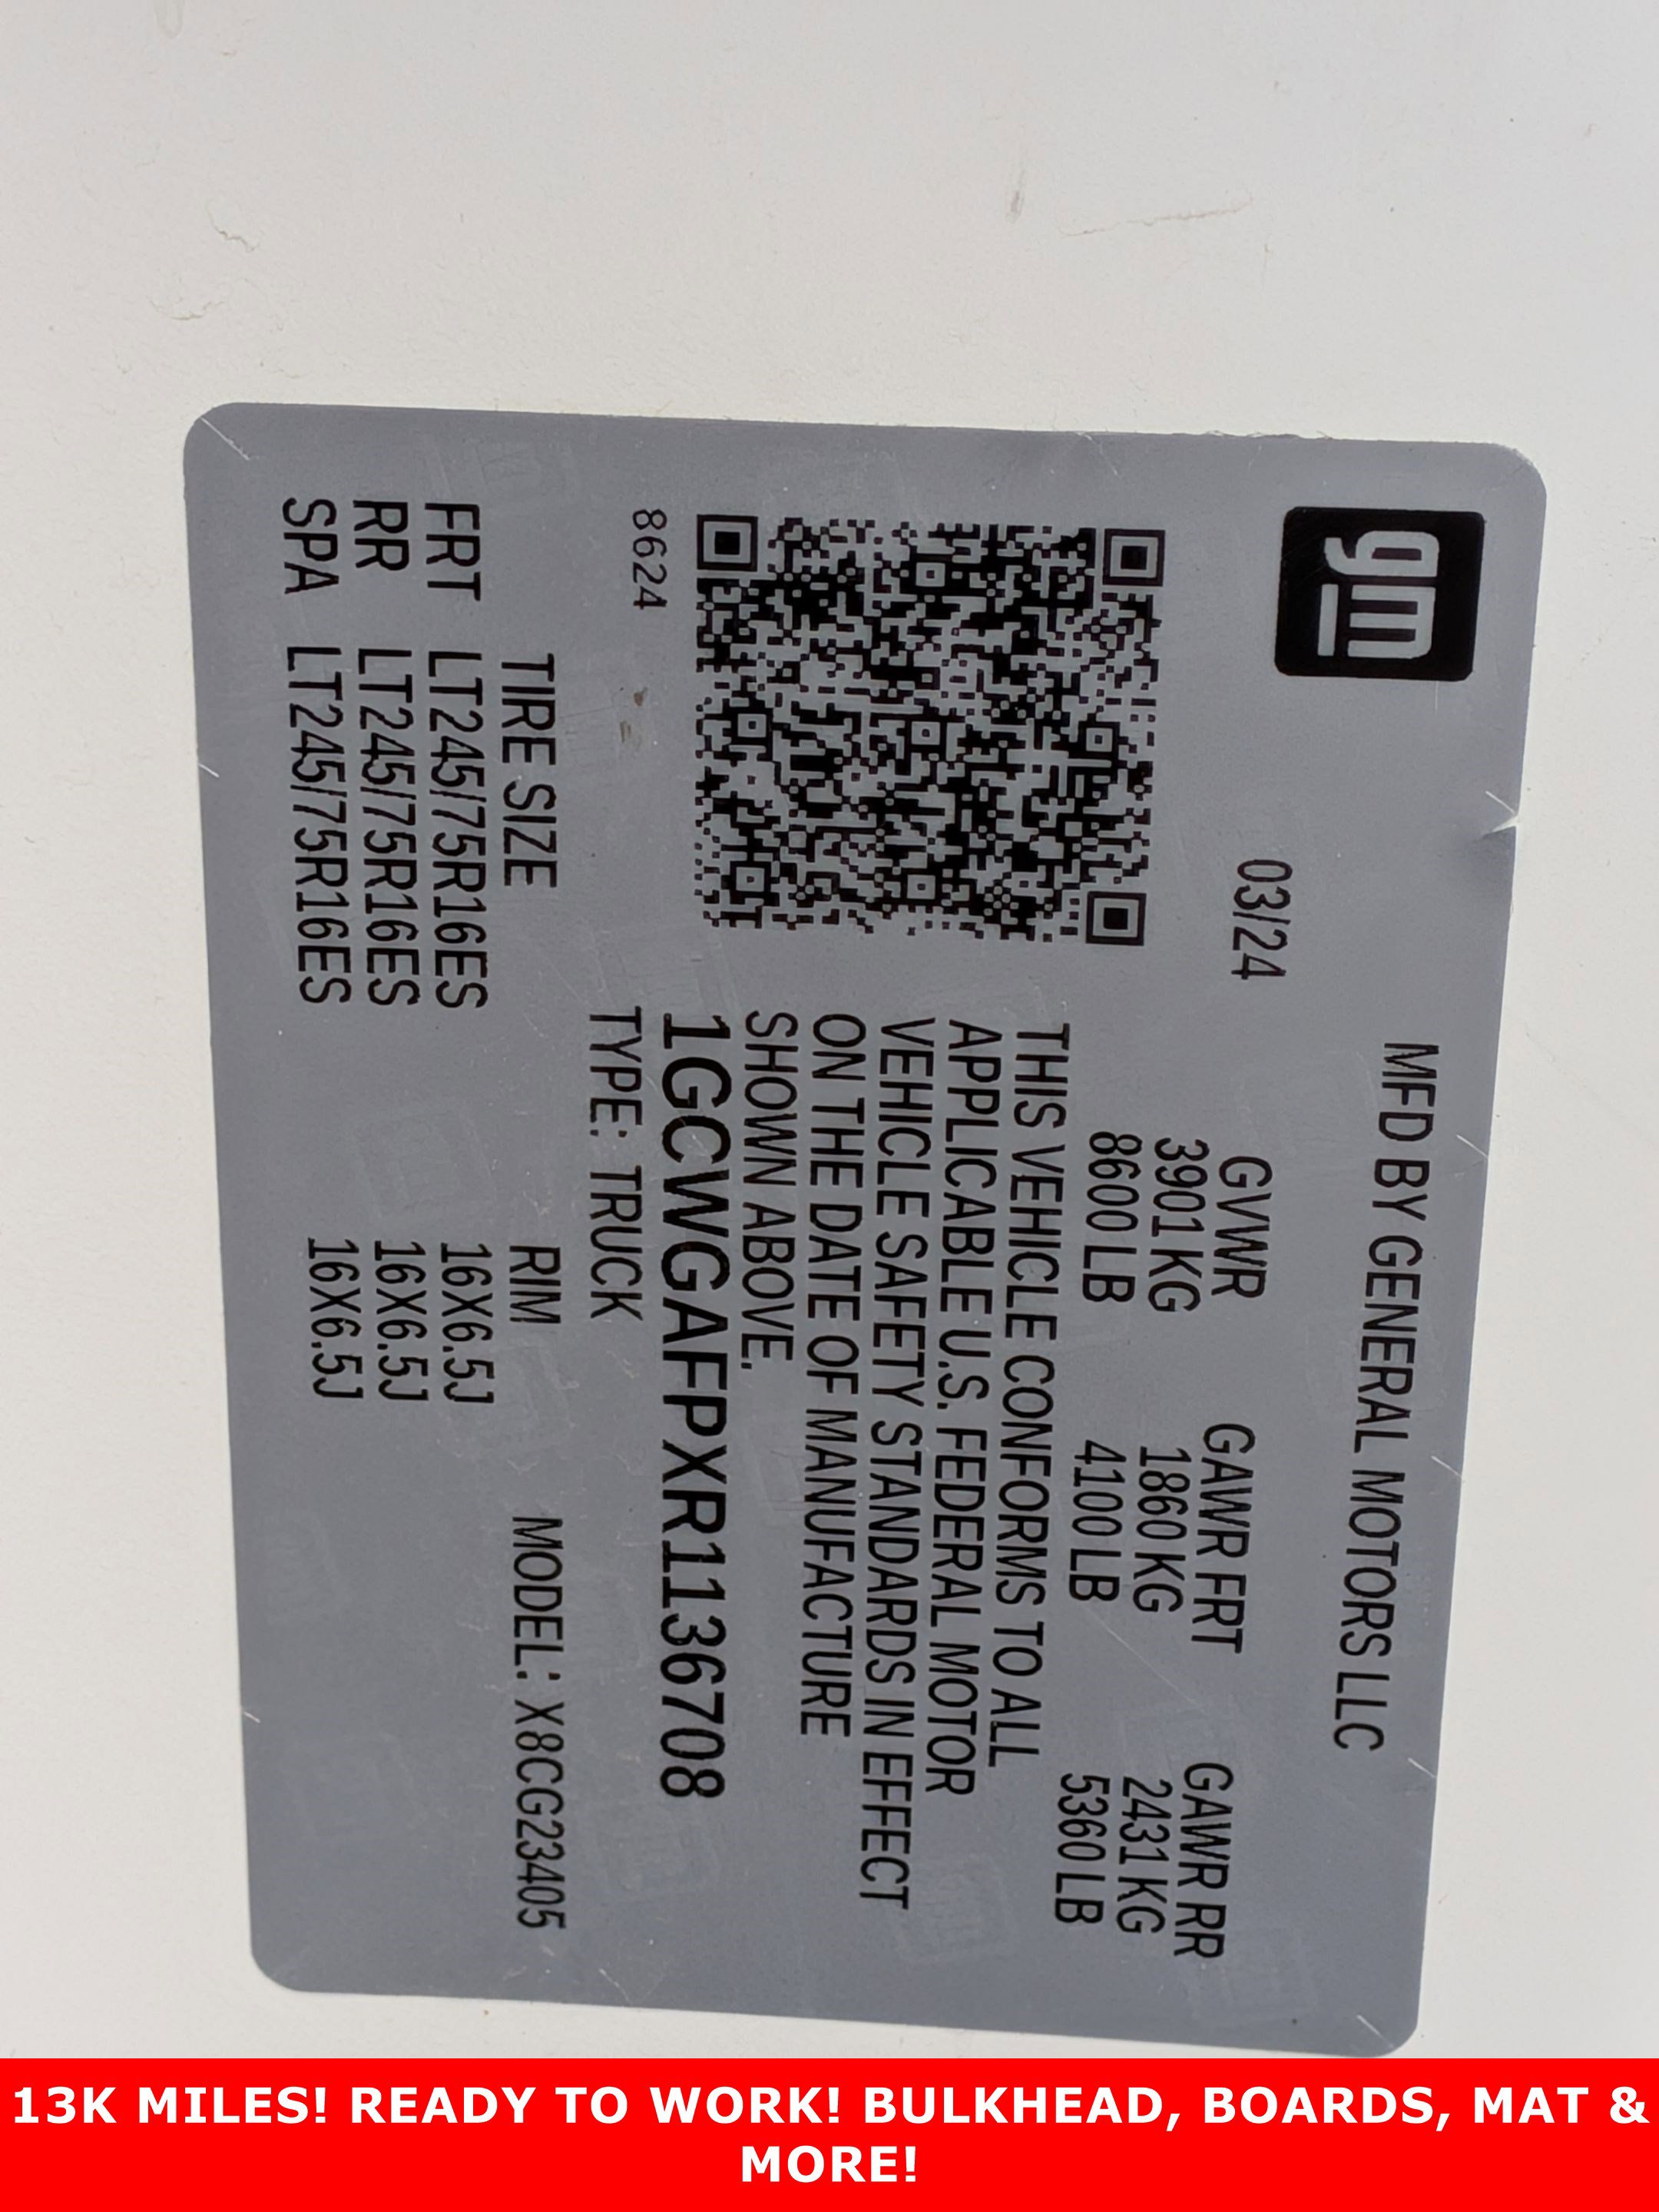 gm
MFD BY GENERAL MOTORS LLC
03/24
GVWR GAWR FRT GAWR RR
3901 KG 1860 KG 2431 KG
8600 LB 4100 LB 5360 LB
THIS VEHICLE CONFORMS TO ALL
APPLICABLE U.S. FEDERAL MOTOR
VEHICLE SAFETY STANDARDS IN EFFECT
ON THE DATE OF MANUFACTURE
SHOWN ABOVE.
1GCWGAFPXR1136708
TYPE: TRUCK
8624
TIRE SIZE RIM MODEL: X8CG23405
FRT LT245/75R16ES 16X6.5J
RR LT245/75R16ES 16X6.5J
SPA LT245/75R16ES 16X6.5J
13K MILES! READY TO WORK! BULKHEAD, BOARDS, MAT &
MORE!